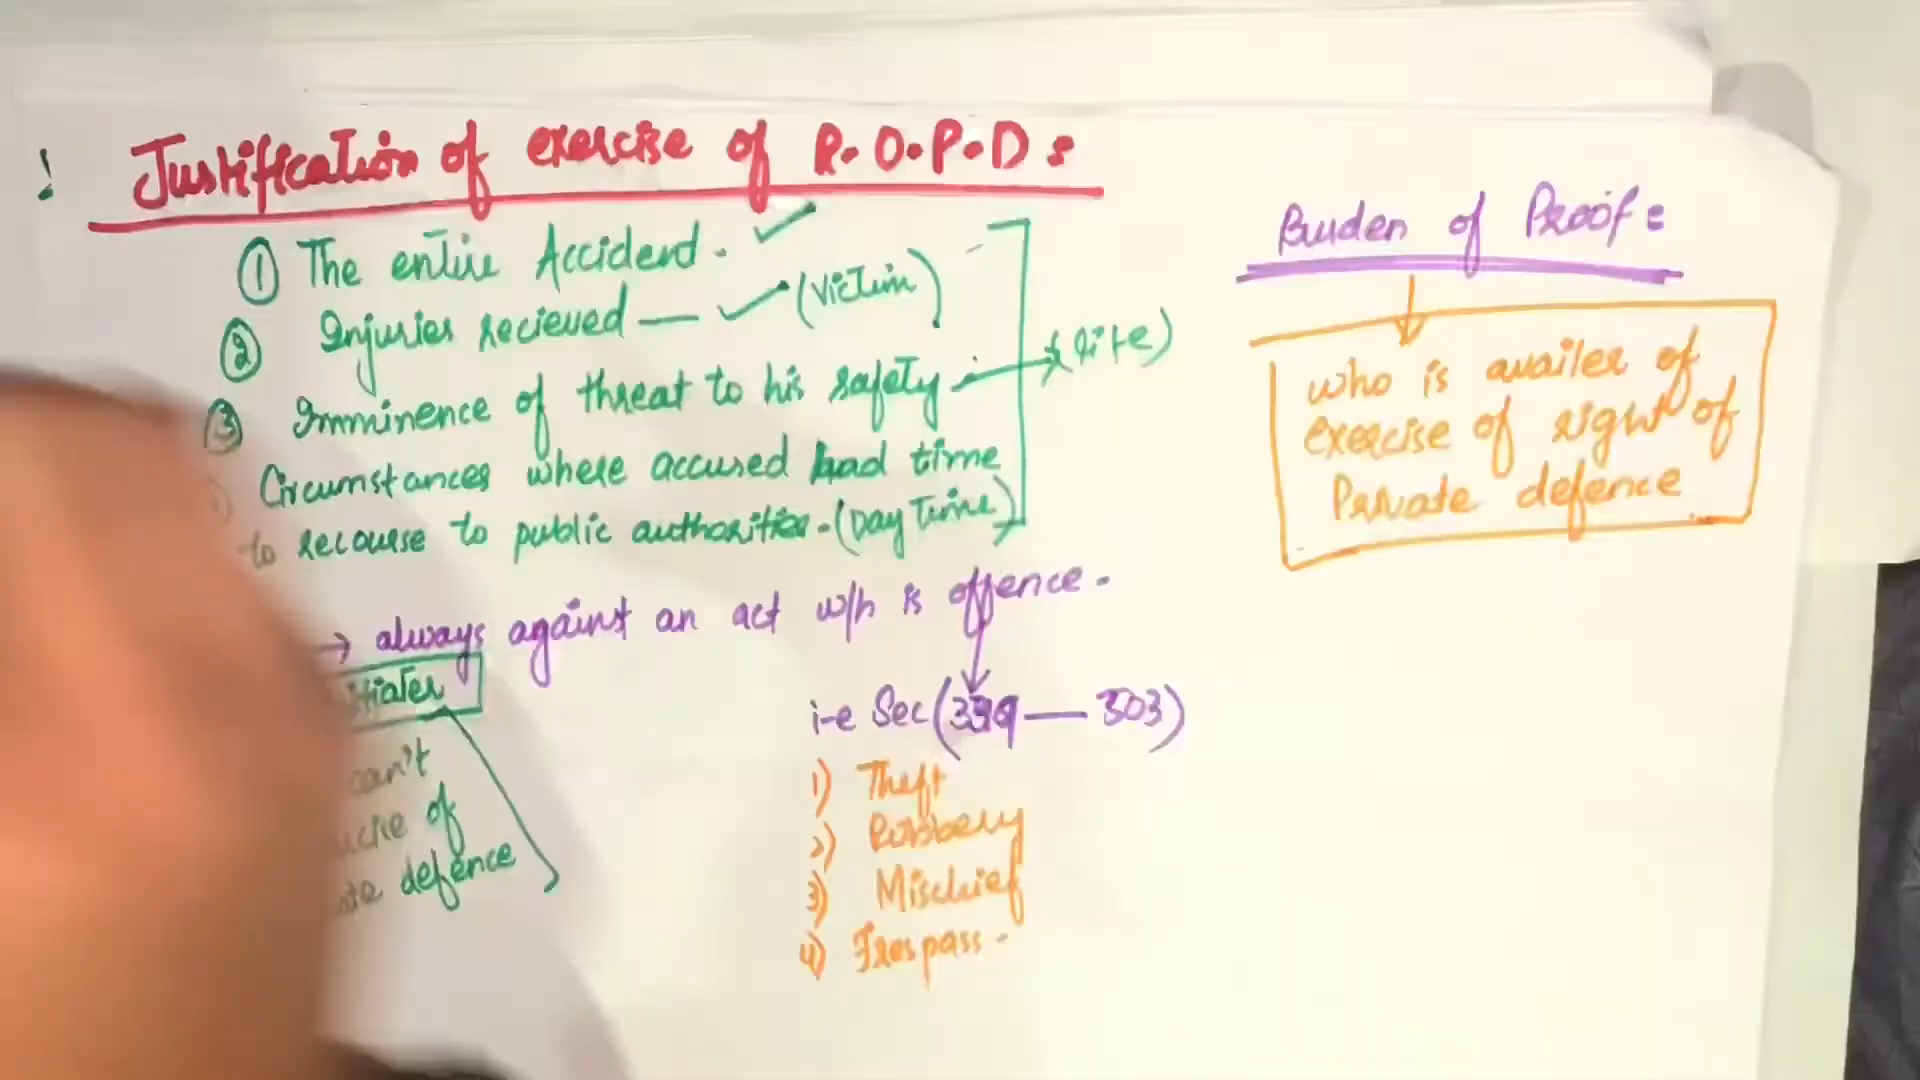 Justification of exercise of R.O.P.D :
① The entire Accident.
② Injuries recieved — (Victim)
③ Imminence of threat to his safety → (life)
Circumstances where accused had time
to recourse to public authorities - (Day Time)
→ always against an act w/h is offence.
can't
of
defence
i-e Sec ( — 503)
1) Theft
2) Robbery
3) Mischief
4) Trespass.
Burden of Proof :
who is availer of
exercise of right of
Private defence